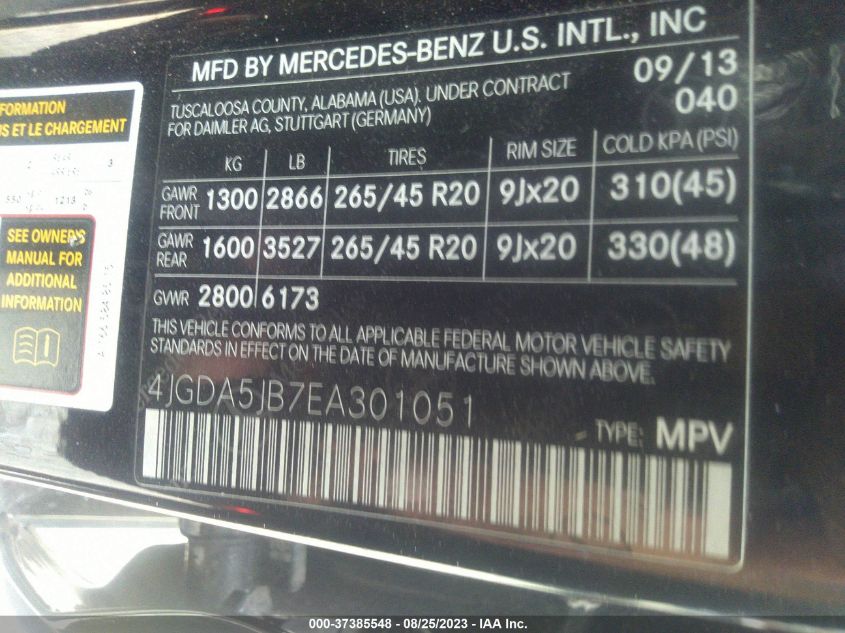 MFD BY MERCEDES-BENZ U.S. INTL., INC
TUSCALOOSA COUNTY, ALABAMA (USA). UNDER CONTRACT 09/13
FOR DAIMLER AG, STUTTGART (GERMANY) 040
KG LB TIRES RIM SIZE COLD KPA (PSI)
GAWR FRONT 1300 2866 265/45 R20 9Jx20 310(45)
GAWR REAR 1600 3527 265/45 R20 9Jx20 330(48)
GVWR 2800 6173
THIS VEHICLE CONFORMS TO ALL APPLICABLE FEDERAL MOTOR VEHICLE SAFETY
STANDARDS IN EFFECT ON THE DATE OF MANUFACTURE SHOWN ABOVE.
4JGDA5JB7EA301051
TYPE: MPV
FORMATION
US ET LE CHARGEMENT
SEE OWNER'S
MANUAL FOR
ADDITIONAL
INFORMATION
000-37385548 - 08/25/2023 - IAA Inc.